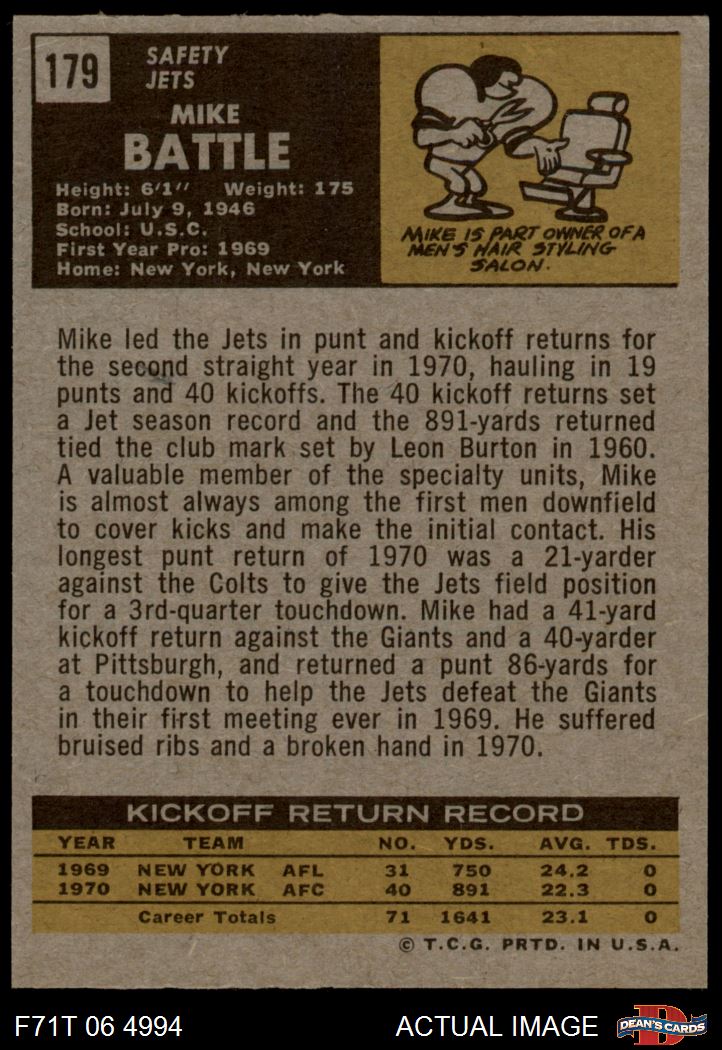 179
SAFETY
JETS
MIKE
BATTLE
Height: 6'1" Weight: 175
Born: July 9, 1946
School: U.S.C.
First Year Pro: 1969
Home: New York, New York
MIKE IS PART OWNER OF A
MEN'S HAIR STYLING
SALON.
Mike led the Jets in punt and kickoff returns for
the second straight year in 1970, hauling in 19
punts and 40 kickoffs. The 40 kickoff returns set
a Jet season record and the 891-yards returned
tied the club mark set by Leon Burton in 1960.
A valuable member of the specialty units, Mike
is almost always among the first men downfield
to cover kicks and make the initial contact. His
longest punt return of 1970 was a 21-yarder
against the Colts to give the Jets field position
for a 3rd-quarter touchdown. Mike had a 41-yard
kickoff return against the Giants and a 40-yarder
at Pittsburgh, and returned a punt 86-yards for
a touchdown to help the Jets defeat the Giants
in their first meeting ever in 1969. He suffered
bruised ribs and a broken hand in 1970.
KICKOFF RETURN RECORD
YEAR TEAM NO. YDS. AVG. TDS.
1969 NEW YORK AFL 31 750 24.2 0
1970 NEW YORK AFC 40 891 22.3 0
Career Totals 71 1641 23.1 0
© T.C.G. PRTD. IN U.S.A.
F71T 06 4994 ACTUAL IMAGE
D
DEAN'S CARDS